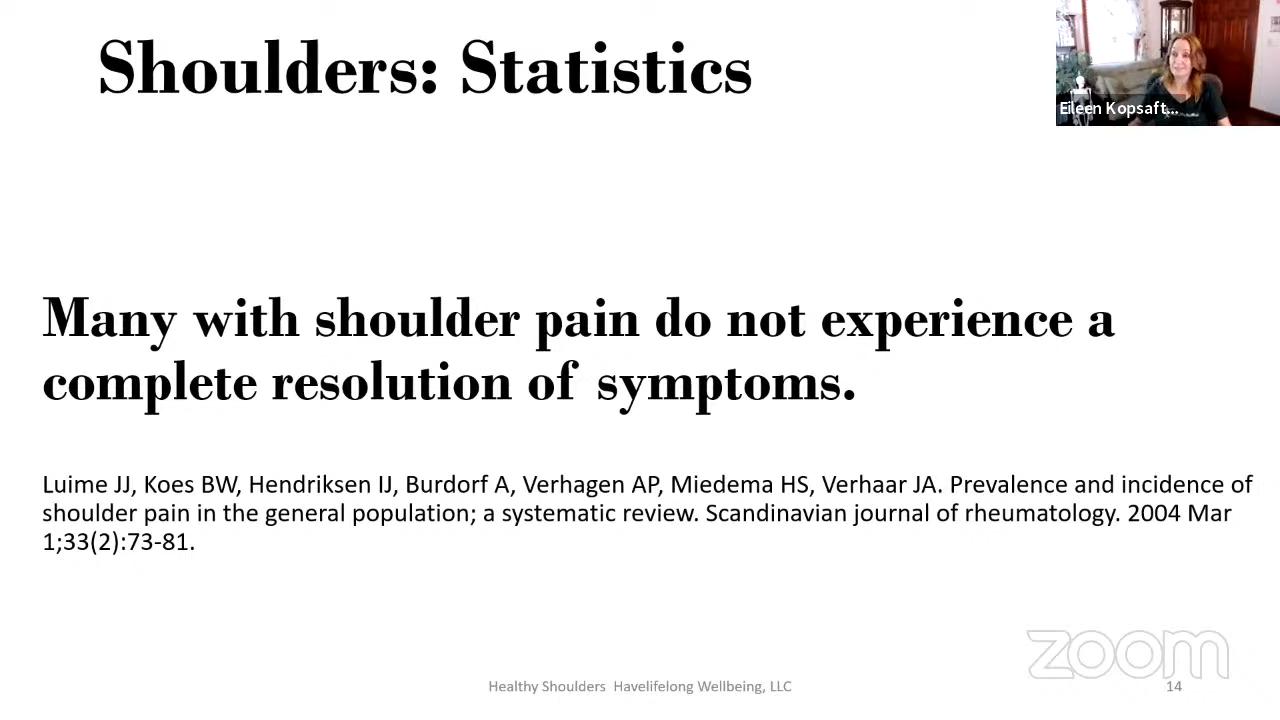 Shoulders: Statistics
Eileen Kopsaft...
Many with shoulder pain do not experience a
complete resolution of symptoms.
Luime JJ, Koes BW, Hendriksen IJ, Burdorf A, Verhagen AP, Miedema HS, Verhaar JA. Prevalence and incidence of
shoulder pain in the general population; a systematic review. Scandinavian journal of rheumatology. 2004 Mar
1;33(2):73-81.
zoom
Healthy Shoulders  Havelifelong Wellbeing, LLC
14